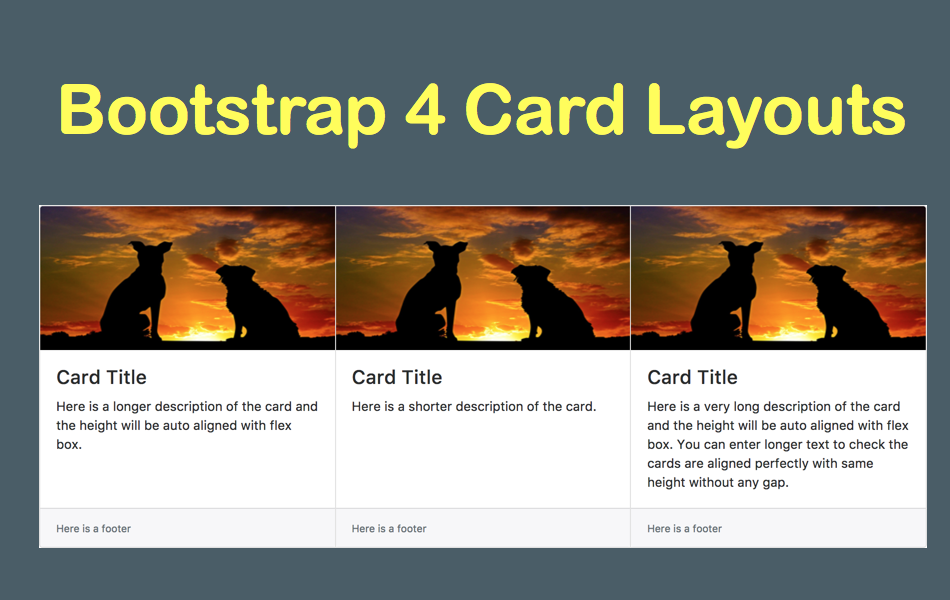 Bootstrap 4 Card Layouts
Card Title
Here is a longer description of the card and
the height will be auto aligned with flex
box.
Here is a footer
Card Title
Here is a shorter description of the card.
Here is a footer
Card Title
Here is a very long description of the card
and the height will be auto aligned with flex
box. You can enter longer text to check the
cards are aligned perfectly with same
height without any gap.
Here is a footer